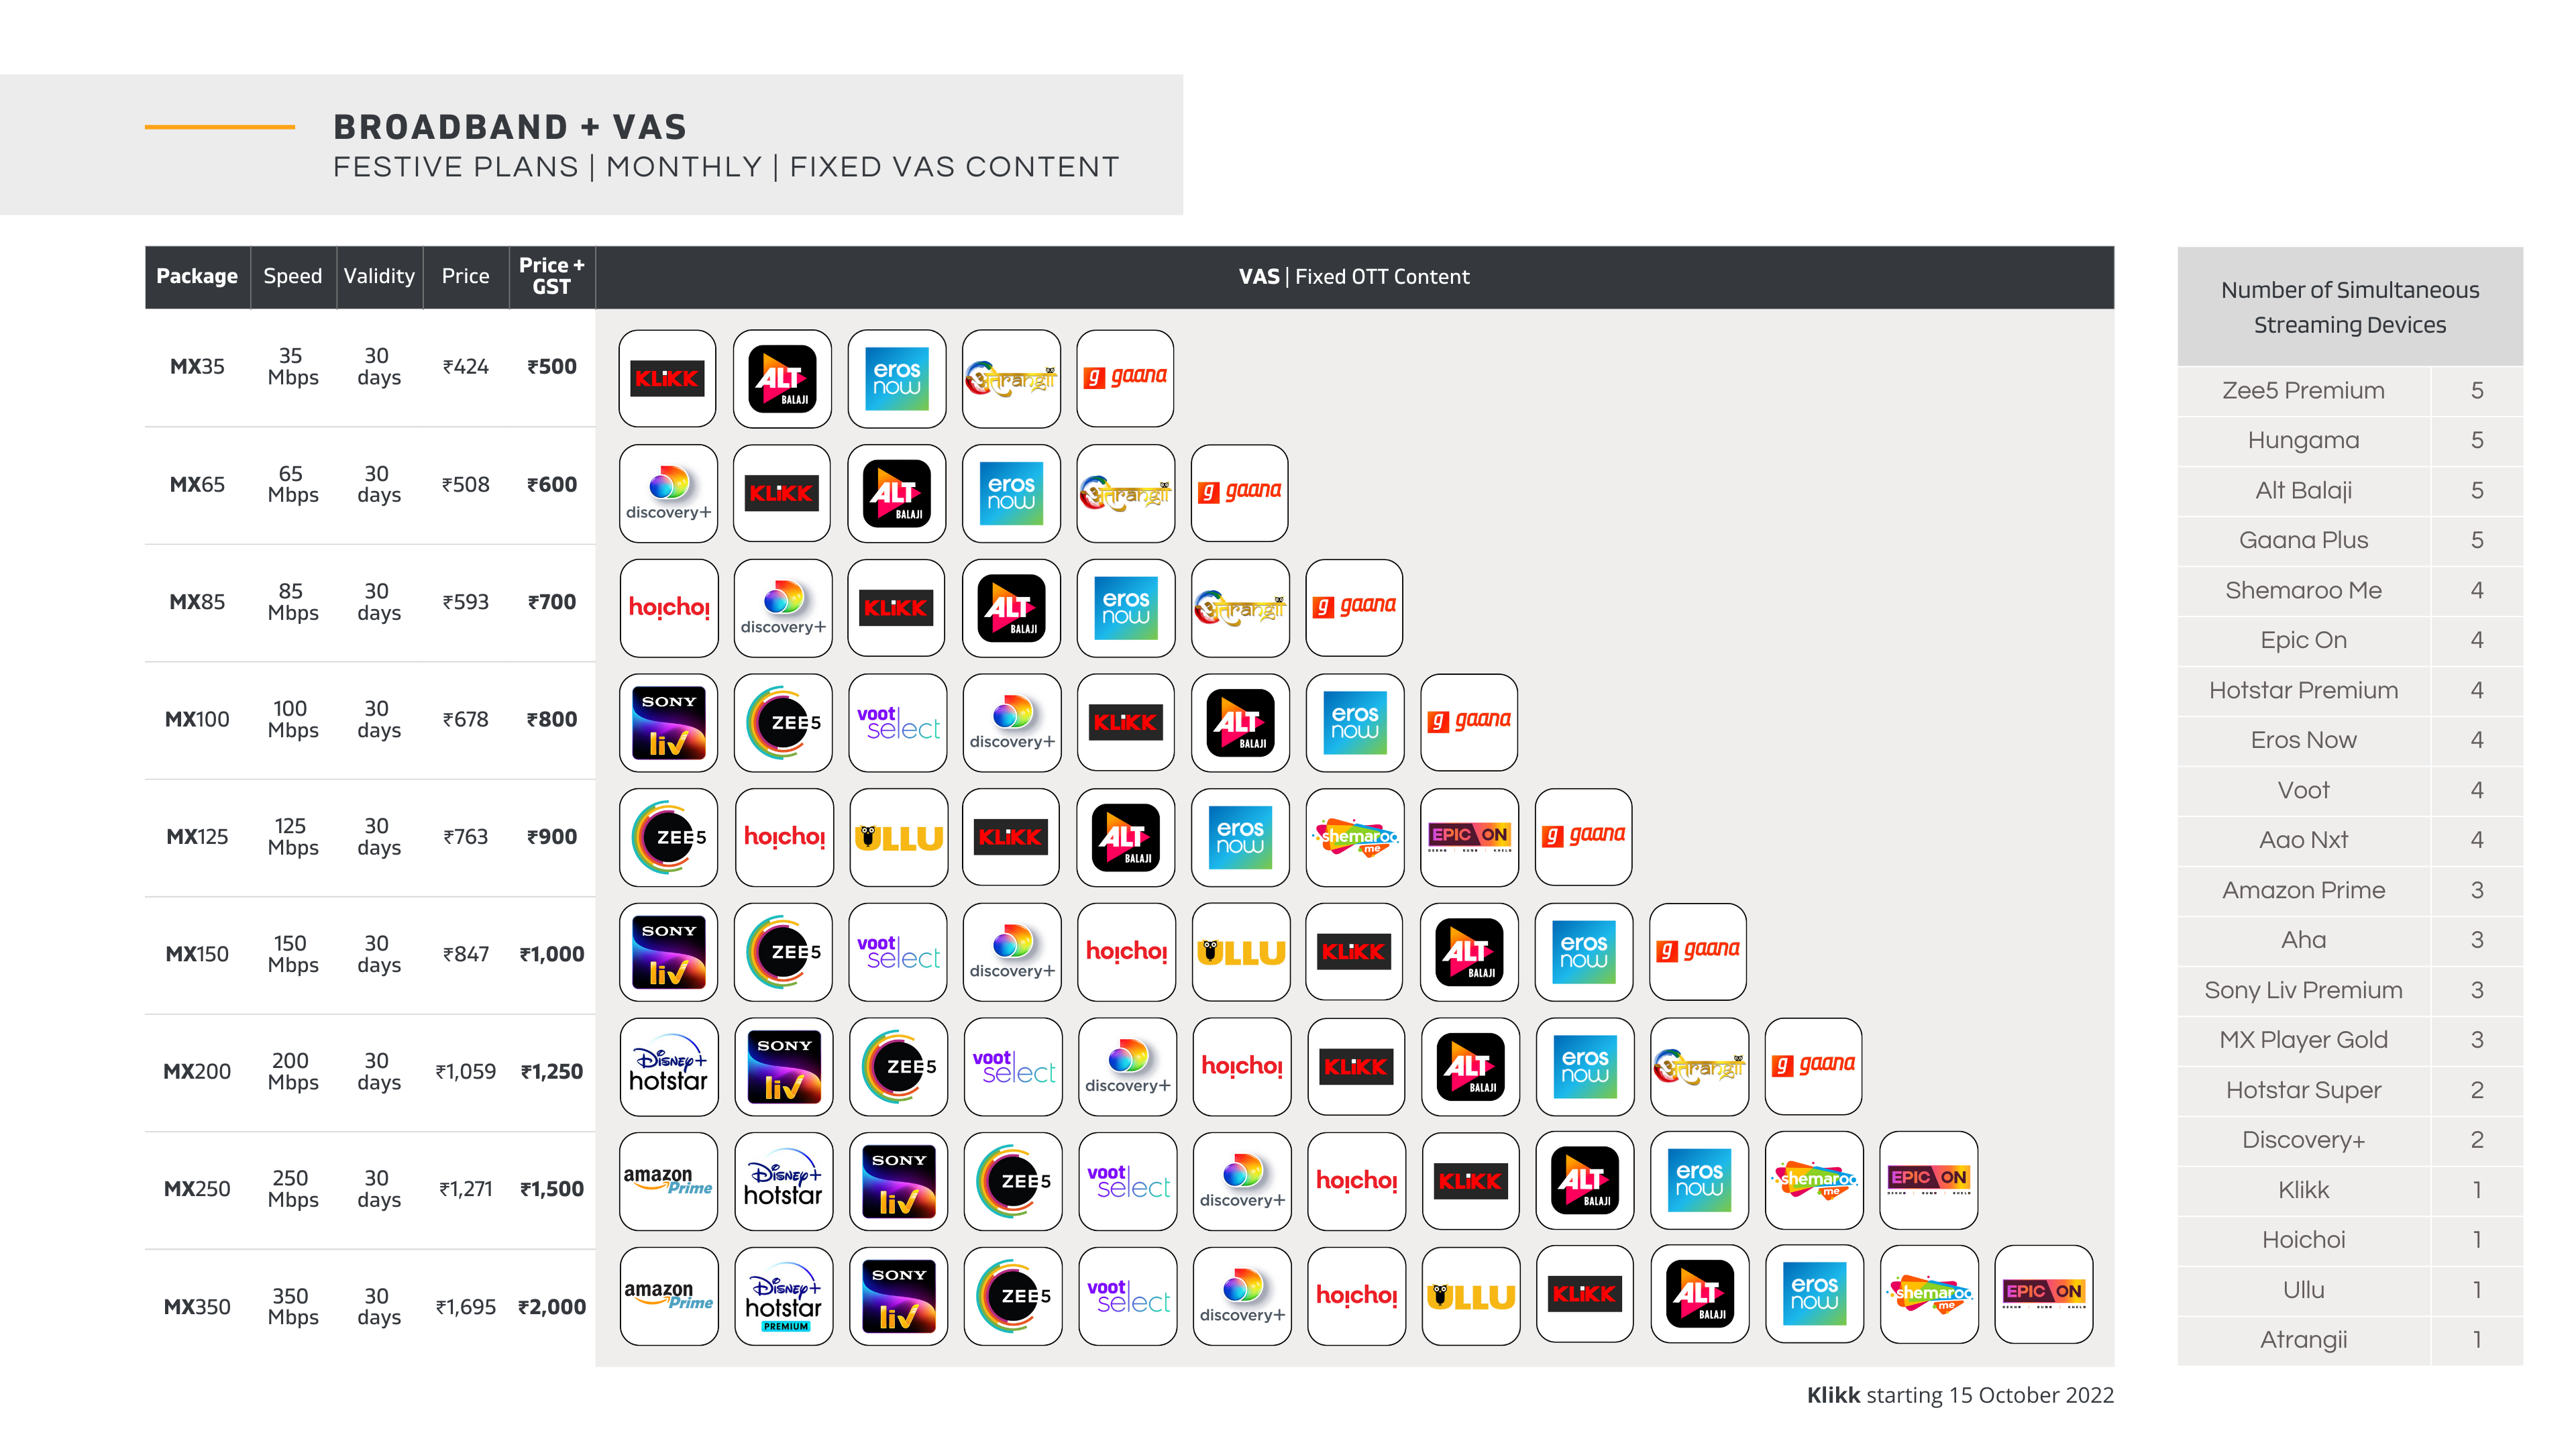 BROADBAND + VAS
FESTIVE PLANS | MONTHLY | FIXED VAS CONTENT
Package Speed Validity Price Price + GST VAS | Fixed OTT Content
MX35 35 Mbps 30 days ₹424 ₹500 KLiKK ALT BALAJI eros now अतरंगii g gaana
MX65 65 Mbps 30 days ₹508 ₹600 discovery+ KLiKK ALT BALAJI eros now अतरंगii g gaana
MX85 85 Mbps 30 days ₹593 ₹700 hoichoi discovery+ KLiKK ALT BALAJI eros now अतरंगii g gaana
MX100 100 Mbps 30 days ₹678 ₹800 SONY liv ZEE5 voot select discovery+ KLiKK ALT BALAJI eros now g gaana
MX125 125 Mbps 30 days ₹763 ₹900 ZEE5 hoichoi ULLU KLiKK ALT BALAJI eros now shemaroo me EPIC ON g gaana
MX150 150 Mbps 30 days ₹847 ₹1,000 SONY liv ZEE5 voot select discovery+ hoichoi ULLU KLiKK ALT BALAJI eros now g gaana
MX200 200 Mbps 30 days ₹1,059 ₹1,250 Disney+ hotstar SONY liv ZEE5 voot select discovery+ hoichoi KLiKK ALT BALAJI eros now अतरंगii g gaana
MX250 250 Mbps 30 days ₹1,271 ₹1,500 amazon Prime Disney+ hotstar SONY liv ZEE5 voot select discovery+ hoichoi KLiKK ALT BALAJI eros now shemaroo me EPIC ON
MX350 350 Mbps 30 days ₹1,695 ₹2,000 amazon Prime Disney+ hotstar PREMIUM SONY liv ZEE5 voot select discovery+ hoichoi ULLU KLiKK ALT BALAJI eros now shemaroo me EPIC ON
Klikk starting 15 October 2022
Number of Simultaneous
Streaming Devices
Zee5 Premium 5
Hungama 5
Alt Balaji 5
Gaana Plus 5
Shemaroo Me 4
Epic On 4
Hotstar Premium 4
Eros Now 4
Voot 4
Aao Nxt 4
Amazon Prime 3
Aha 3
Sony Liv Premium 3
MX Player Gold 3
Hotstar Super 2
Discovery+ 2
Klikk 1
Hoichoi 1
Ullu 1
Atrangii 1